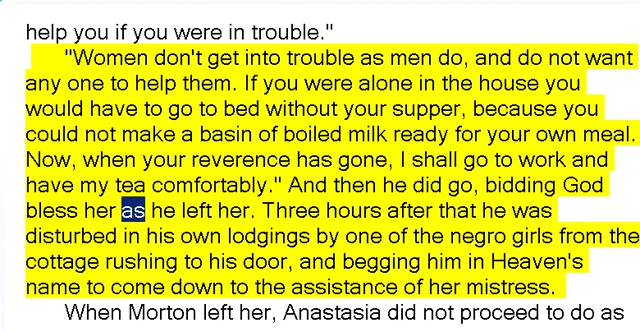 help you if you were in trouble."
"Women don't get into trouble as men do, and do not want
any one to help them. If you were alone in the house you
would have to go to bed without your supper, because you
could not make a basin of boiled milk ready for your own meal.
Now, when your reverence has gone, I shall go to work and
have my tea comfortably." And then he did go, bidding God
bless her as he left her. Three hours after that he was
disturbed in his own lodgings by one of the negro girls from the
cottage rushing to his door, and begging him in Heaven's
name to come down to the assistance of her mistress.
When Morton left her, Anastasia did not proceed to do as